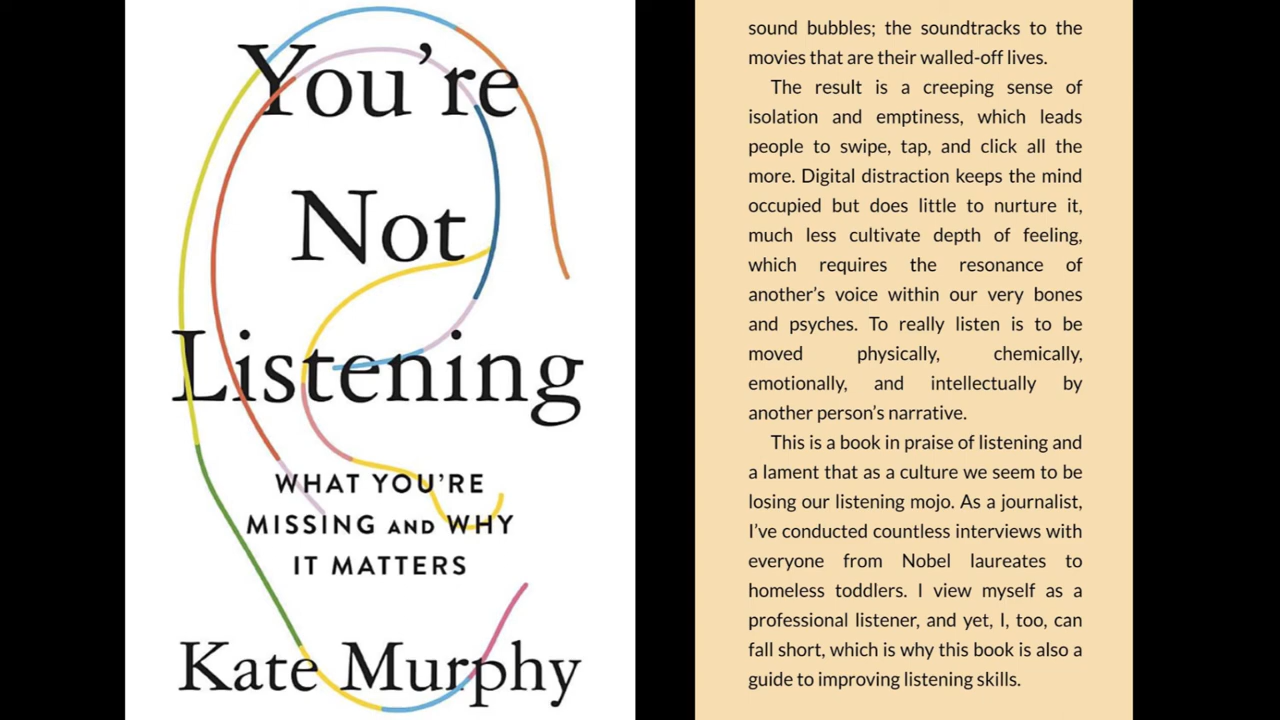 You’re
Not
Listening
WHAT YOU’RE
MISSING AND WHY
IT MATTERS
Kate Murphy
sound bubbles; the soundtracks to the
movies that are their walled-off lives.
The result is a creeping sense of
isolation and emptiness, which leads
people to swipe, tap, and click all the
more. Digital distraction keeps the mind
occupied but does little to nurture it,
much less cultivate depth of feeling,
which requires the resonance of
another’s voice within our very bones
and psyches. To really listen is to be
moved physically, chemically,
emotionally, and intellectually by
another person’s narrative.
This is a book in praise of listening and
a lament that as a culture we seem to be
losing our listening mojo. As a journalist,
I’ve conducted countless interviews with
everyone from Nobel laureates to
homeless toddlers. I view myself as a
professional listener, and yet, I, too, can
fall short, which is why this book is also a
guide to improving listening skills.